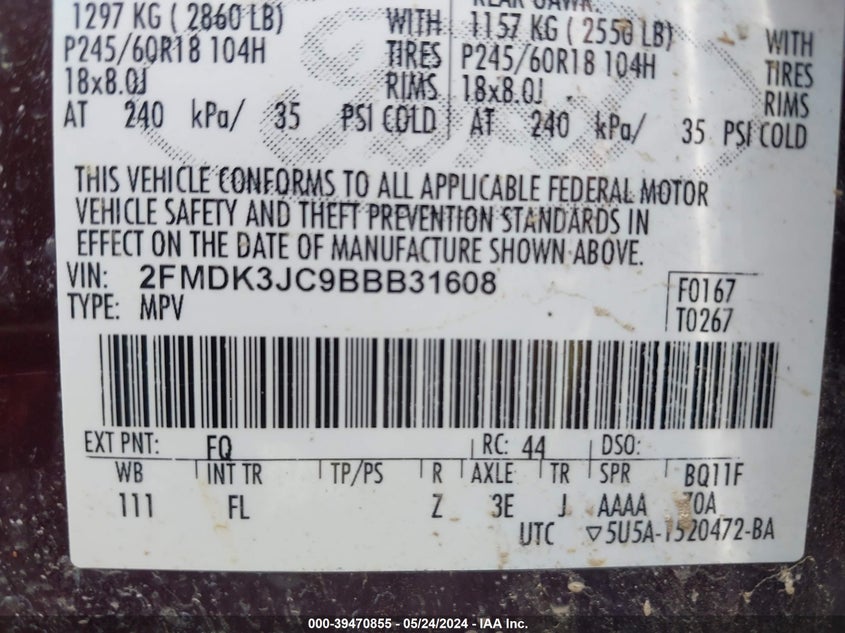 1297 KG ( 2860 LB) WITH
P245/60R18 104H TIRES
18x8.0J RIMS
AT 240 kPa/ 35 PSI COLD
REAR GAWR:
1157 KG ( 2550 LB) WITH
P245/60R18 104H TIRES
18x8.0J RIMS
AT 240 kPa/ 35 PSI COLD
THIS VEHICLE CONFORMS TO ALL APPLICABLE FEDERAL MOTOR
VEHICLE SAFETY AND THEFT PREVENTION STANDARDS IN
EFFECT ON THE DATE OF MANUFACTURE SHOWN ABOVE.
VIN: 2FMDK3JC9BBB31608
TYPE: MPV
F0167
T0267
EXT PNT: FQ RC: 44 DSO:
WB INT TR TP/PS R AXLE TR SPR BQ11F
111 FL Z 3E J AAAA 70A
UTC ▽5U5A-1520472-BA
000-39470855 - 05/24/2024 - IAA Inc.